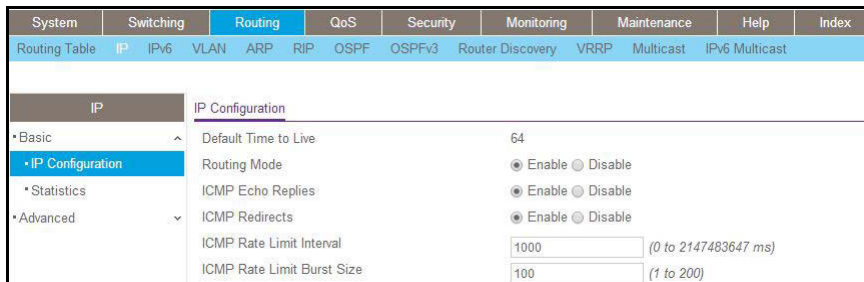 System Switching Routing QoS Security Monitoring Maintenance Help Index
Routing Table IP IPv6 VLAN ARP RIP OSPF OSPFv3 Router Discovery VRRP Multicast IPv6 Multicast
IP
Basic
IP Configuration
Statistics
Advanced
IP Configuration
Default Time to Live 64
Routing Mode Enable Disable
ICMP Echo Replies Enable Disable
ICMP Redirects Enable Disable
ICMP Rate Limit Interval 1000 (0 to 2147483647 ms)
ICMP Rate Limit Burst Size 100 (1 to 200)